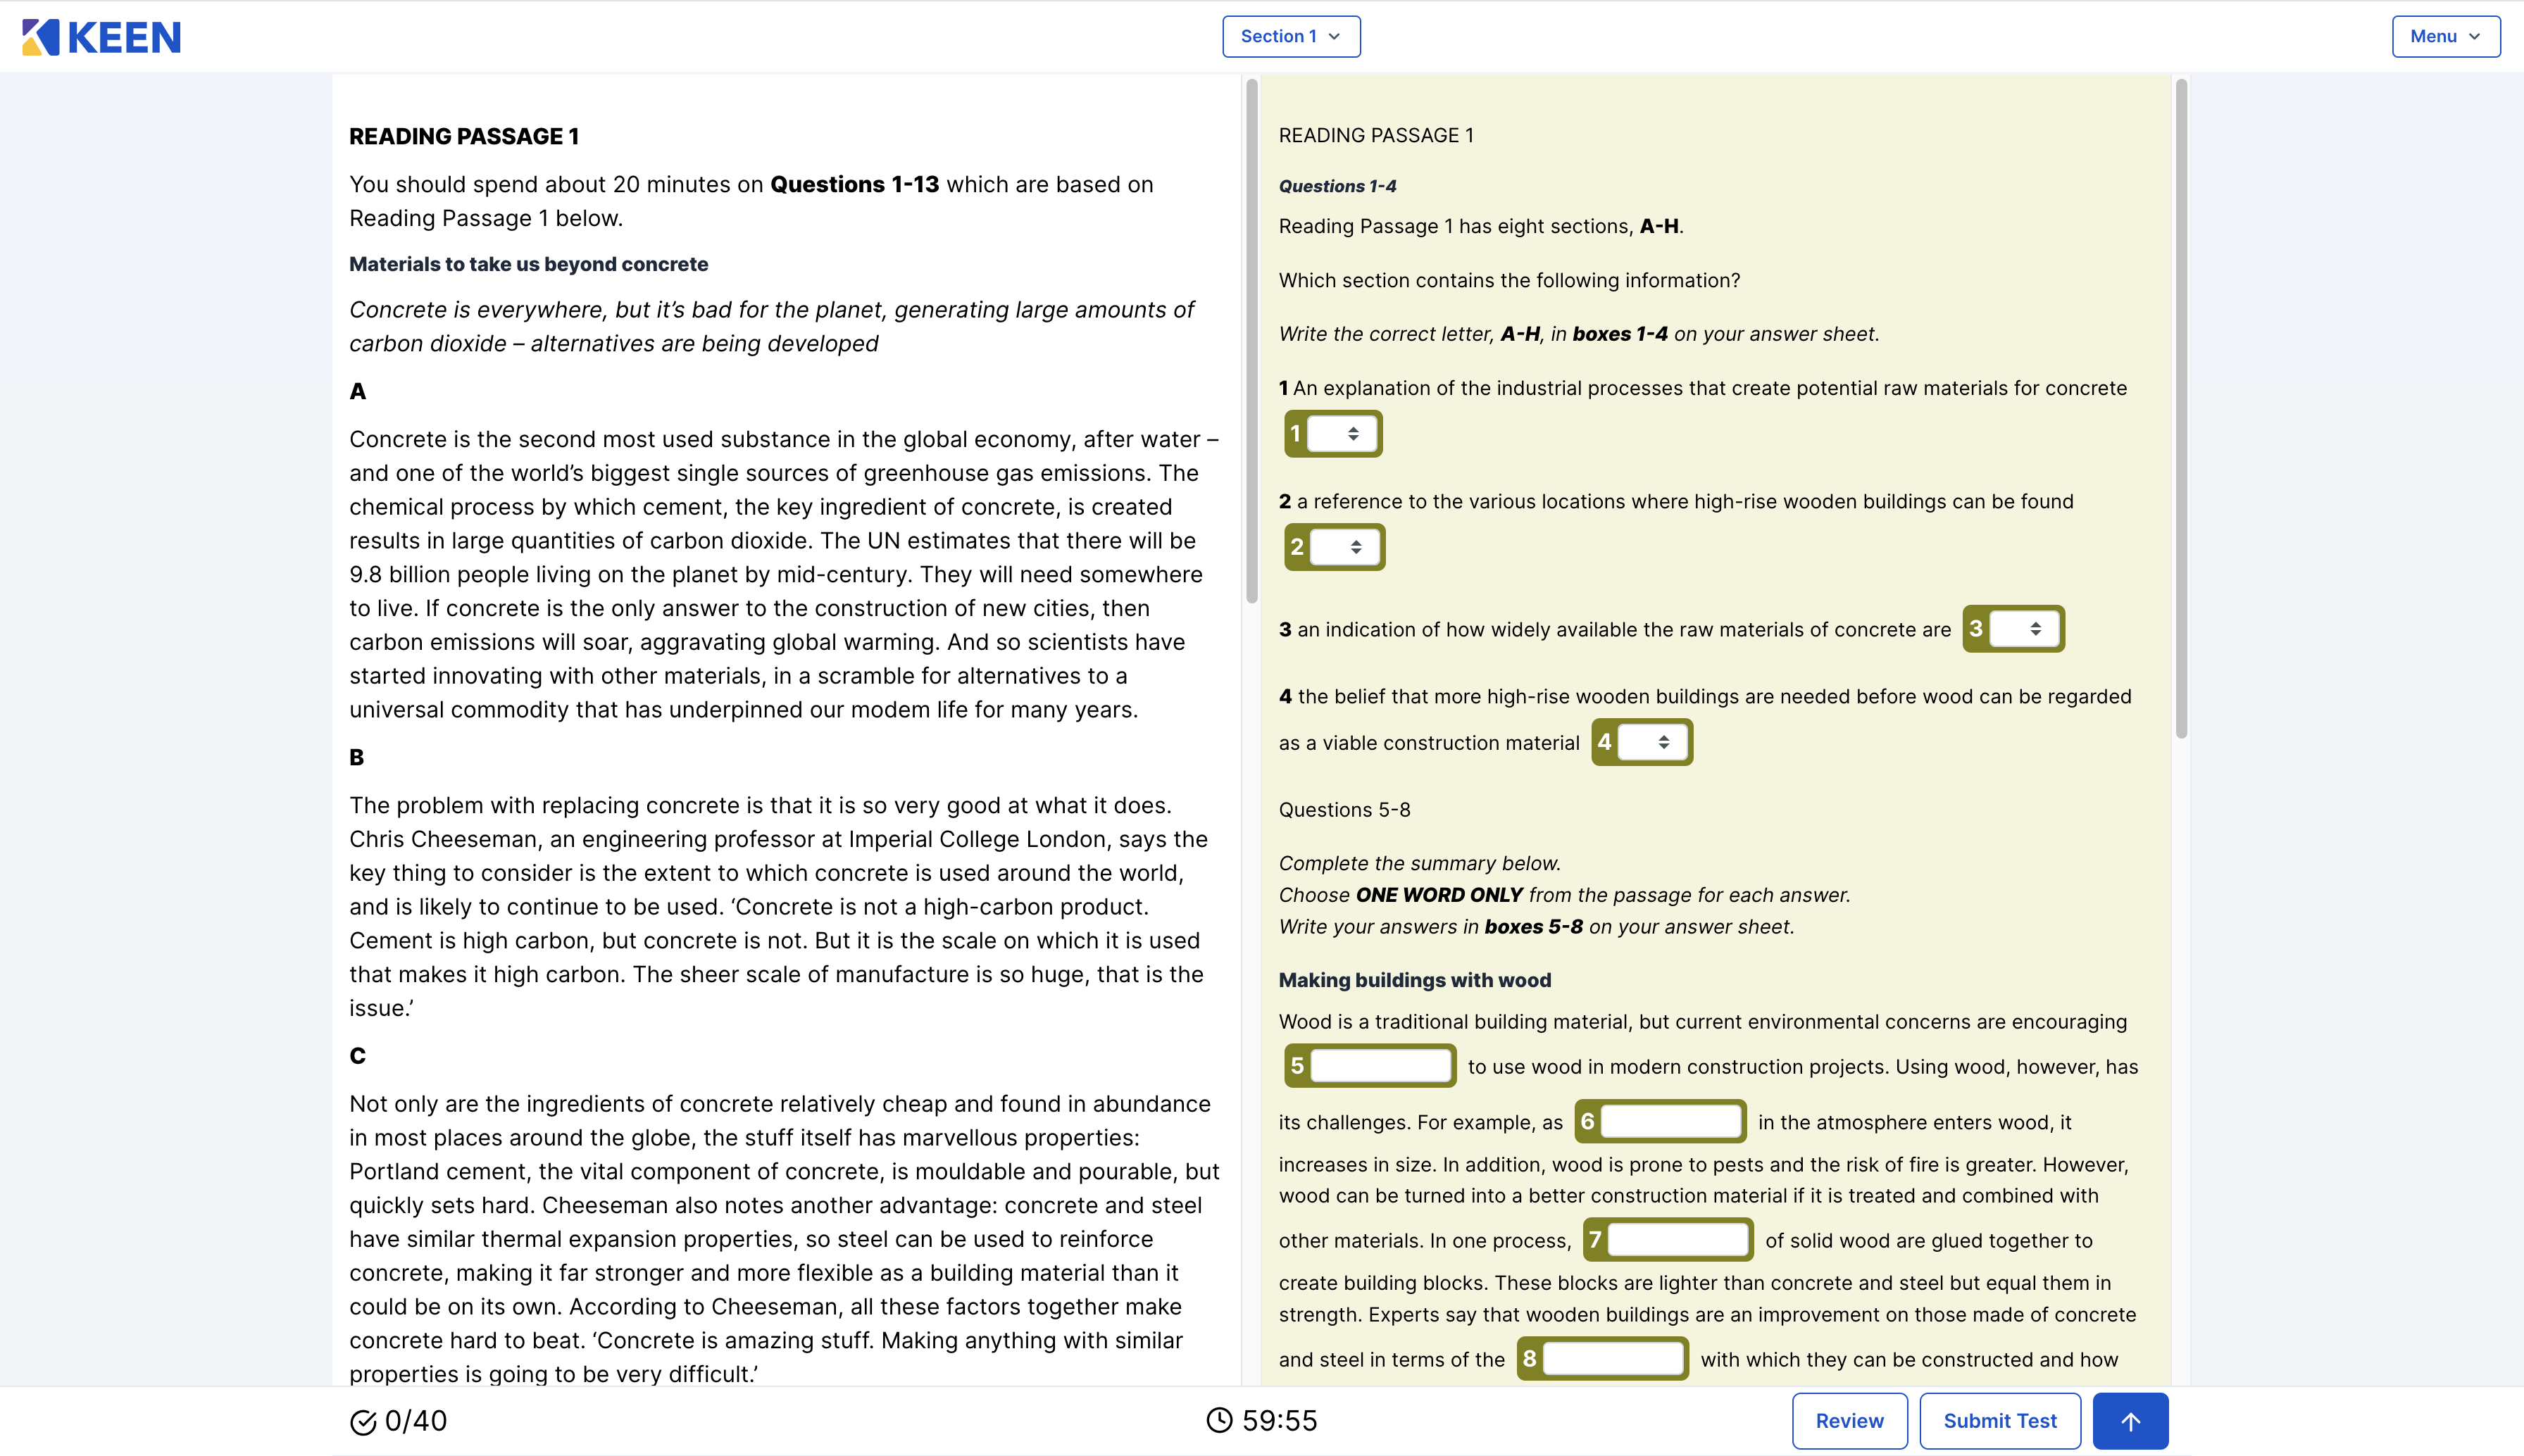 KEEN
Section 1
Menu
READING PASSAGE 1
You should spend about 20 minutes on Questions 1-13 which are based on
Reading Passage 1 below.
Materials to take us beyond concrete
Concrete is everywhere, but it’s bad for the planet, generating large amounts of
carbon dioxide – alternatives are being developed
A
Concrete is the second most used substance in the global economy, after water –
and one of the world’s biggest single sources of greenhouse gas emissions. The
chemical process by which cement, the key ingredient of concrete, is created
results in large quantities of carbon dioxide. The UN estimates that there will be
9.8 billion people living on the planet by mid-century. They will need somewhere
to live. If concrete is the only answer to the construction of new cities, then
carbon emissions will soar, aggravating global warming. And so scientists have
started innovating with other materials, in a scramble for alternatives to a
universal commodity that has underpinned our modem life for many years.
B
The problem with replacing concrete is that it is so very good at what it does.
Chris Cheeseman, an engineering professor at Imperial College London, says the
key thing to consider is the extent to which concrete is used around the world,
and is likely to continue to be used. ‘Concrete is not a high-carbon product.
Cement is high carbon, but concrete is not. But it is the scale on which it is used
that makes it high carbon. The sheer scale of manufacture is so huge, that is the
issue.’
C
Not only are the ingredients of concrete relatively cheap and found in abundance
in most places around the globe, the stuff itself has marvellous properties:
Portland cement, the vital component of concrete, is mouldable and pourable, but
quickly sets hard. Cheeseman also notes another advantage: concrete and steel
have similar thermal expansion properties, so steel can be used to reinforce
concrete, making it far stronger and more flexible as a building material than it
could be on its own. According to Cheeseman, all these factors together make
concrete hard to beat. ‘Concrete is amazing stuff. Making anything with similar
properties is going to be very difficult.’
READING PASSAGE 1
Questions 1-4
Reading Passage 1 has eight sections, A-H.
Which section contains the following information?
Write the correct letter, A-H, in boxes 1-4 on your answer sheet.
1 An explanation of the industrial processes that create potential raw materials for concrete
1
2 a reference to the various locations where high-rise wooden buildings can be found
2
3 an indication of how widely available the raw materials of concrete are 3
4 the belief that more high-rise wooden buildings are needed before wood can be regarded
as a viable construction material 4
Questions 5-8
Complete the summary below.
Choose ONE WORD ONLY from the passage for each answer.
Write your answers in boxes 5-8 on your answer sheet.
Making buildings with wood
Wood is a traditional building material, but current environmental concerns are encouraging
5 to use wood in modern construction projects. Using wood, however, has
its challenges. For example, as 6 in the atmosphere enters wood, it
increases in size. In addition, wood is prone to pests and the risk of fire is greater. However,
wood can be turned into a better construction material if it is treated and combined with
other materials. In one process, 7 of solid wood are glued together to
create building blocks. These blocks are lighter than concrete and steel but equal them in
strength. Experts say that wooden buildings are an improvement on those made of concrete
and steel in terms of the 8 with which they can be constructed and how
0/40
59:55
Review
Submit Test